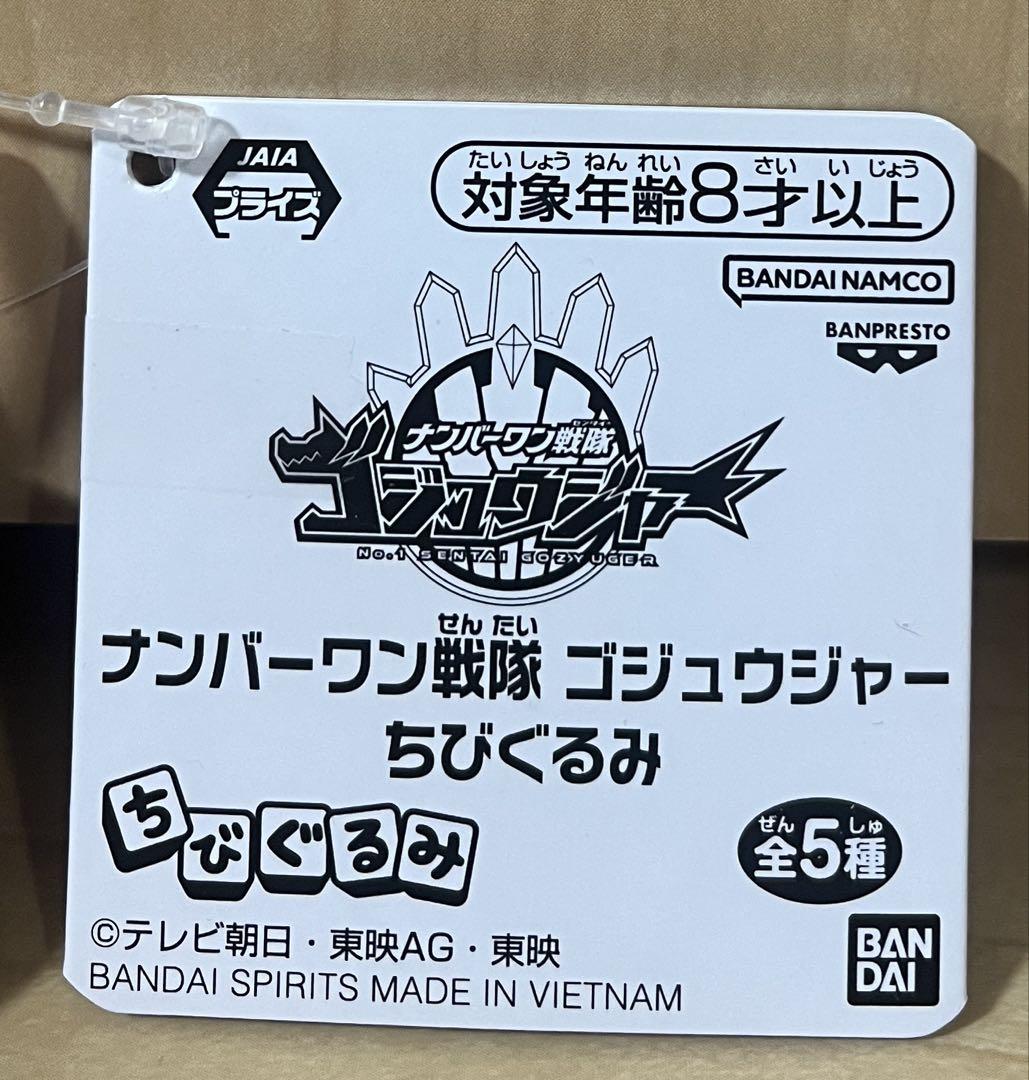 JAIA
プライズ
たいしょうねんれい さいいじょう
対象年齢8才以上
BANDAI NAMCO
BANPRESTO
ナンバーワン戦隊
ゴジュウジャー
No.1 SENTAI GOZYUGER
せんたい
ナンバーワン戦隊 ゴジュウジャー
ちびぐるみ
ちびぐるみ
ぜん しゅ
全5種
©テレビ朝日・東映AG・東映
BANDAI SPIRITS MADE IN VIETNAM
BAN
DAI